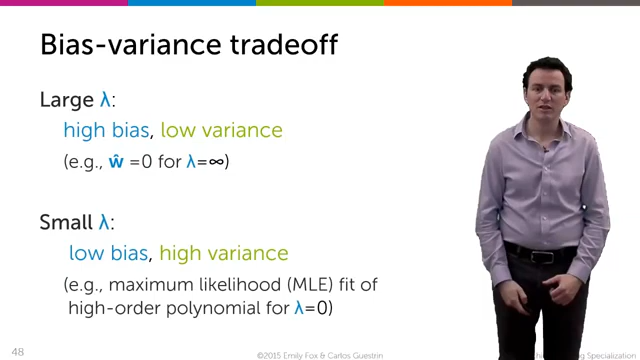 Bias-variance tradeoff
Large λ:
high bias, low variance
(e.g., ŵ =0 for λ=∞)
Small λ:
low bias, high variance
(e.g., maximum likelihood (MLE) fit of
high-order polynomial for λ=0)
48
©2015 Emily Fox & Carlos Guestrin
Specialization